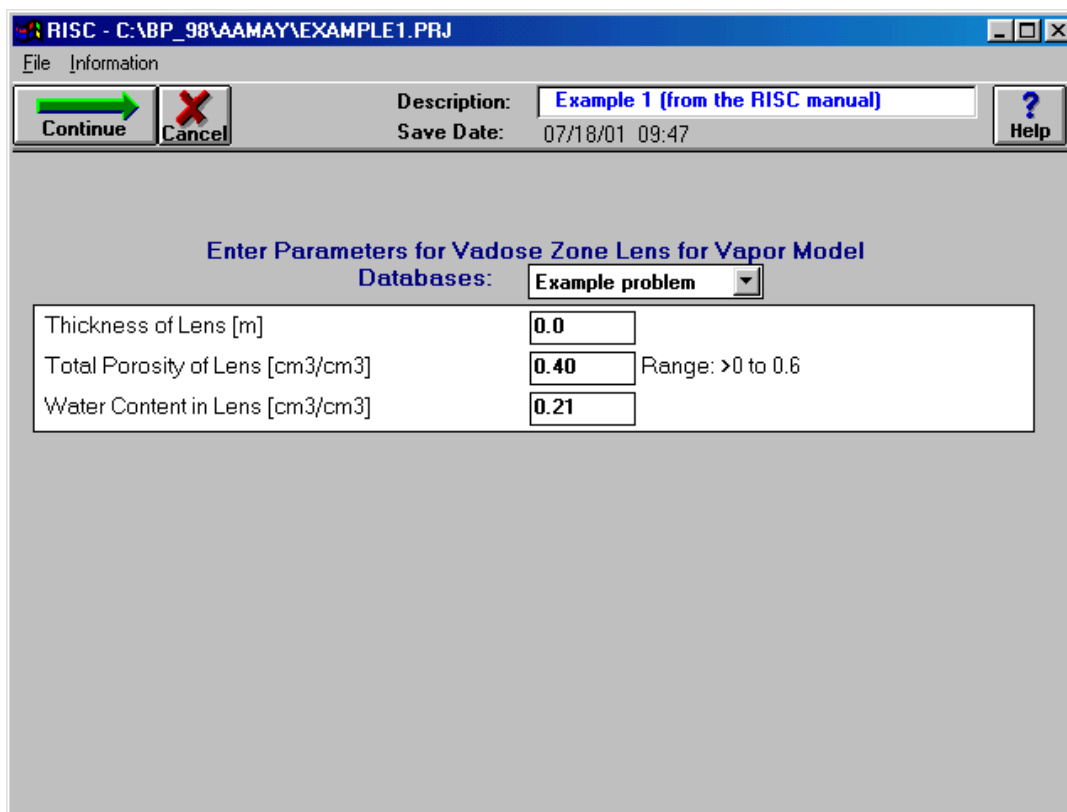 RISC - C:\BP_98\AAMAY\EXAMPLE1.PRJ
File Information
Continue
Cancel
Description: Example 1 (from the RISC manual)
Save Date: 07/18/01 09:47
?
Help
Enter Parameters for Vadose Zone Lens for Vapor Model
Databases: Example problem
Thickness of Lens [m] 0.0
Total Porosity of Lens [cm3/cm3] 0.40 Range: >0 to 0.6
Water Content in Lens [cm3/cm3] 0.21